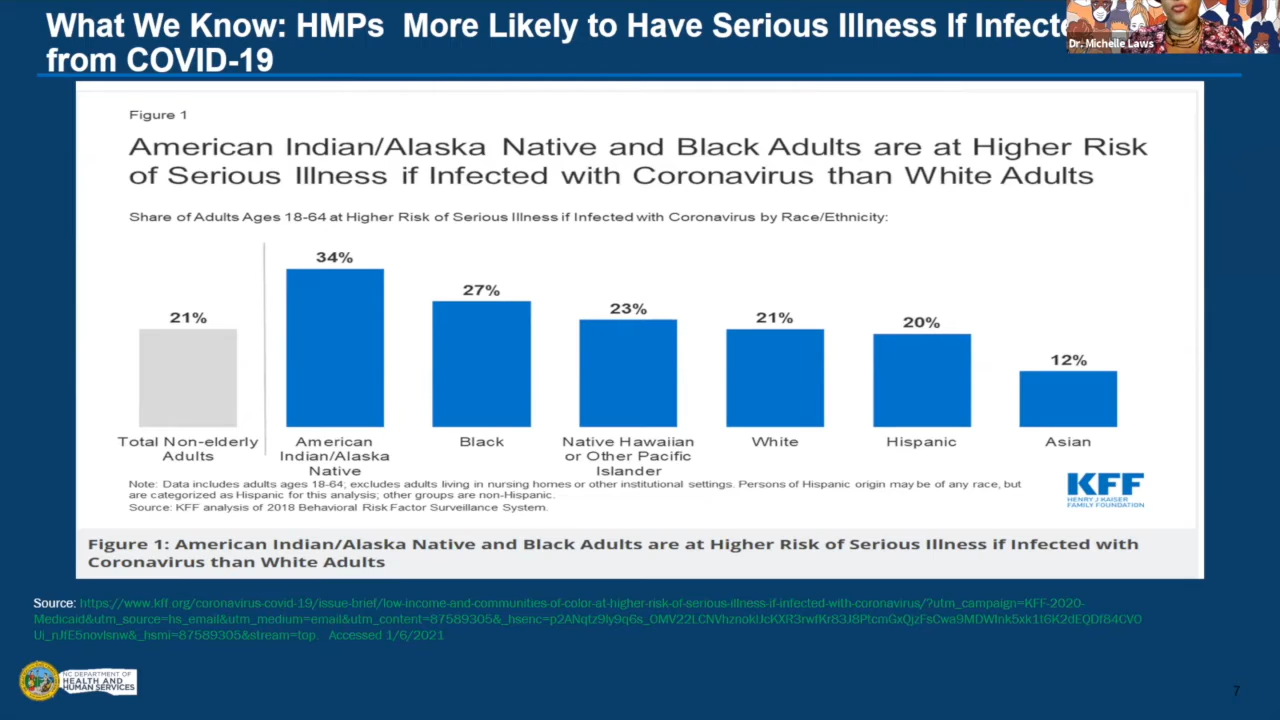 What We Know: HMPs More Likely to Have Serious Illness If Infecte
from COVID-19
Dr. Michelle Laws
Figure 1
American Indian/Alaska Native and Black Adults are at Higher Risk
of Serious Illness if Infected with Coronavirus than White Adults
Share of Adults Ages 18-64 at Higher Risk of Serious Illness if Infected with Coronavirus by Race/Ethnicity:
21%
34%
27%
23%
21%
20%
12%
Total Non-elderly
Adults
American
Indian/Alaska
Native
Black
Native Hawaiian
or Other Pacific
Islander
White
Hispanic
Asian
Note: Data includes adults ages 18-64; excludes adults living in nursing homes or other institutional settings. Persons of Hispanic origin may be of any race, but
are categorized as Hispanic for this analysis; other groups are non-Hispanic.
Source: KFF analysis of 2018 Behavioral Risk Factor Surveillance System.
KFF
HENRY J KAISER
FAMILY FOUNDATION
Figure 1: American Indian/Alaska Native and Black Adults are at Higher Risk of Serious Illness if Infected with
Coronavirus than White Adults
Source: https://www.kff.org/coronavirus-covid-19/issue-brief/low-income-and-communities-of-color-at-higher-risk-of-serious-illness-if-infected-with-coronavirus/?utm_campaign=KFF-2020-
Accessed 1/6/2021
NC DEPARTMENT OF
HEALTH AND
HUMAN SERVICES
7